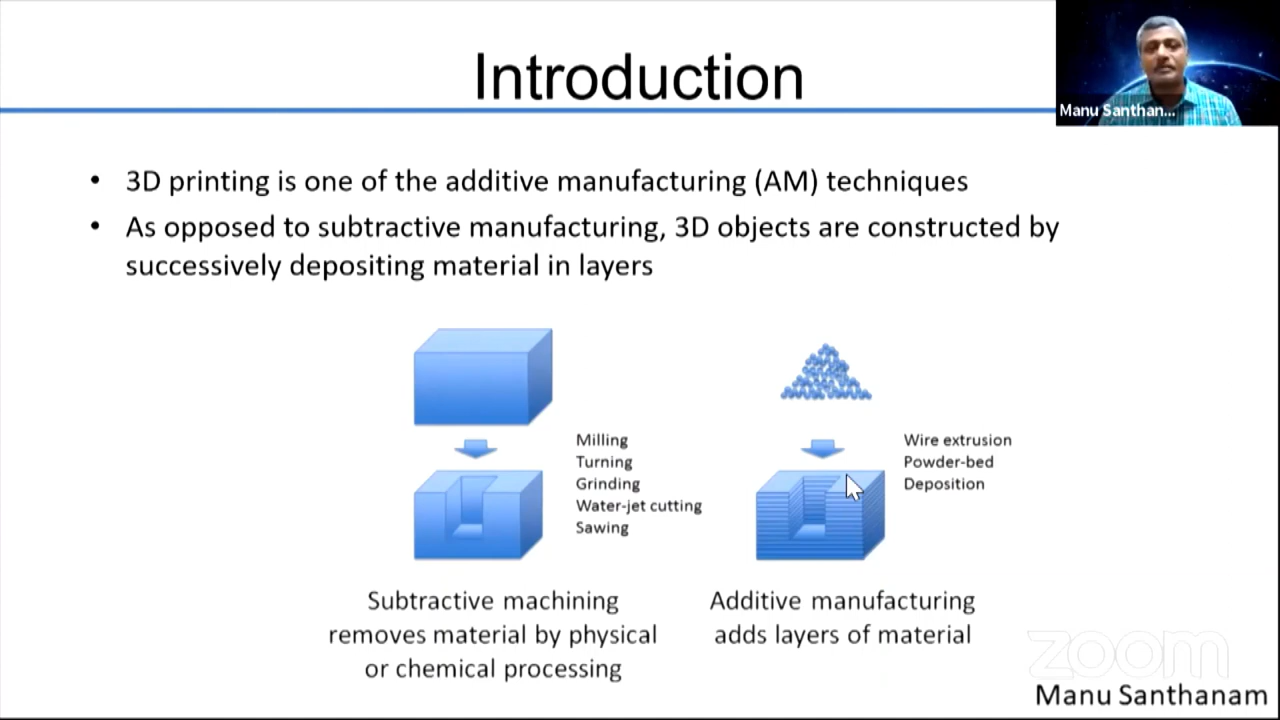 Introduction
Manu Santhan...
• 3D printing is one of the additive manufacturing (AM) techniques
• As opposed to subtractive manufacturing, 3D objects are constructed by
successively depositing material in layers
Milling
Turning
Grinding
Water-jet cutting
Sawing
Wire extrusion
Powder-bed
Deposition
Subtractive machining
removes material by physical
or chemical processing
Additive manufacturing
adds layers of material
zoom
Manu Santhanam